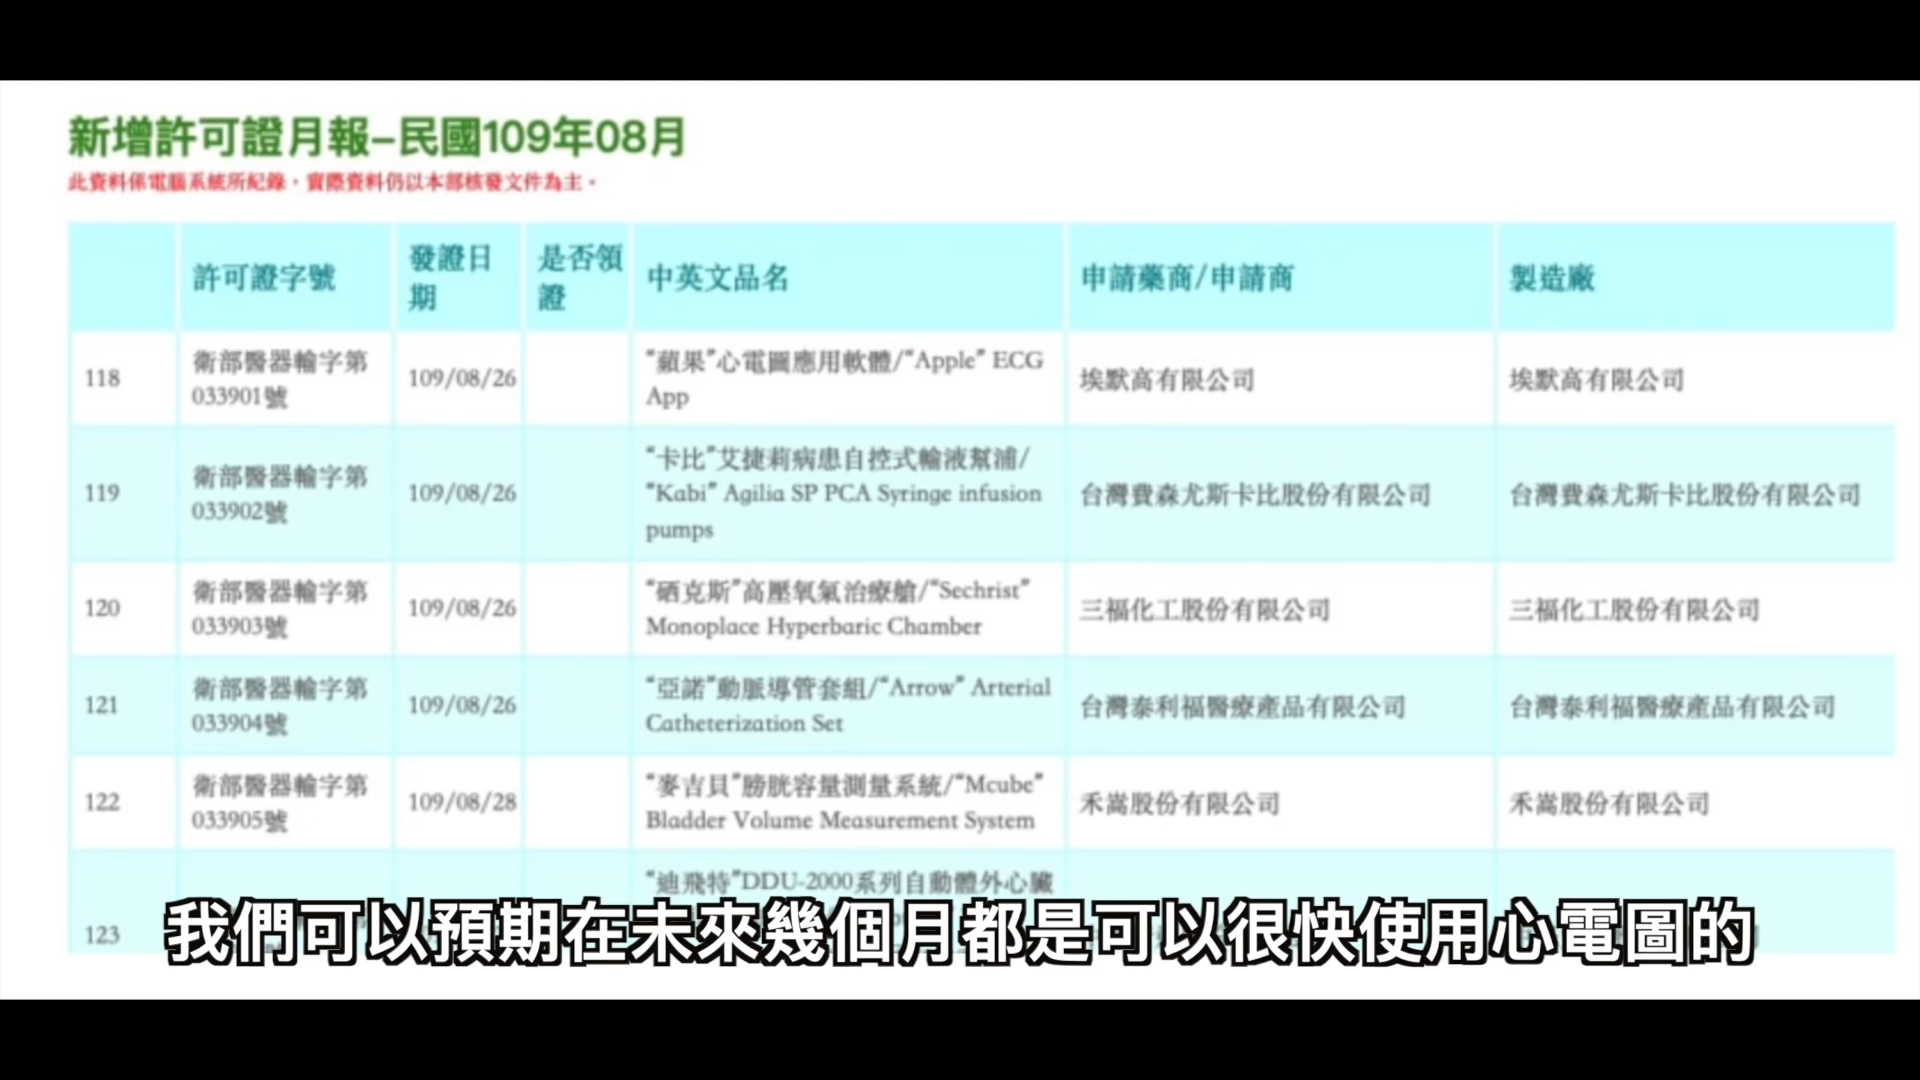 新增許可證月報–民國109年08月
此資料係電腦系統所紀錄，實際資料仍以本部核發文件為主。
許可證字號 發證日期 是否領證 中英文品名 申請藥商/申請商 製造廠
118 衛部醫器輸字第033901號 109/08/26 “蘋果”心電圖應用軟體/“Apple” ECG App 埃默高有限公司 埃默高有限公司
119 衛部醫器輸字第033902號 109/08/26 “卡比”艾捷莉病患自控式輸液幫浦/“Kabi” Agilia SP PCA Syringe infusion pumps 台灣費森尤斯卡比股份有限公司 台灣費森尤斯卡比股份有限公司
120 衛部醫器輸字第033903號 109/08/26 “硒克斯”高壓氧氣治療艙/“Sechrist” Monoplace Hyperbaric Chamber 三福化工股份有限公司 三福化工股份有限公司
121 衛部醫器輸字第033904號 109/08/26 “亞諾”動脈導管套組/“Arrow” Arterial Catheterization Set 台灣泰利福醫療產品有限公司 台灣泰利福醫療產品有限公司
122 衛部醫器輸字第033905號 109/08/28 “麥吉貝”膀胱容量測量系統/“Mcube” Bladder Volume Measurement System 禾嵩股份有限公司 禾嵩股份有限公司
123 “迪飛特”DDU-2000系列自動體外心臟
我們可以預期在未來幾個月都是可以很快使用心電圖的